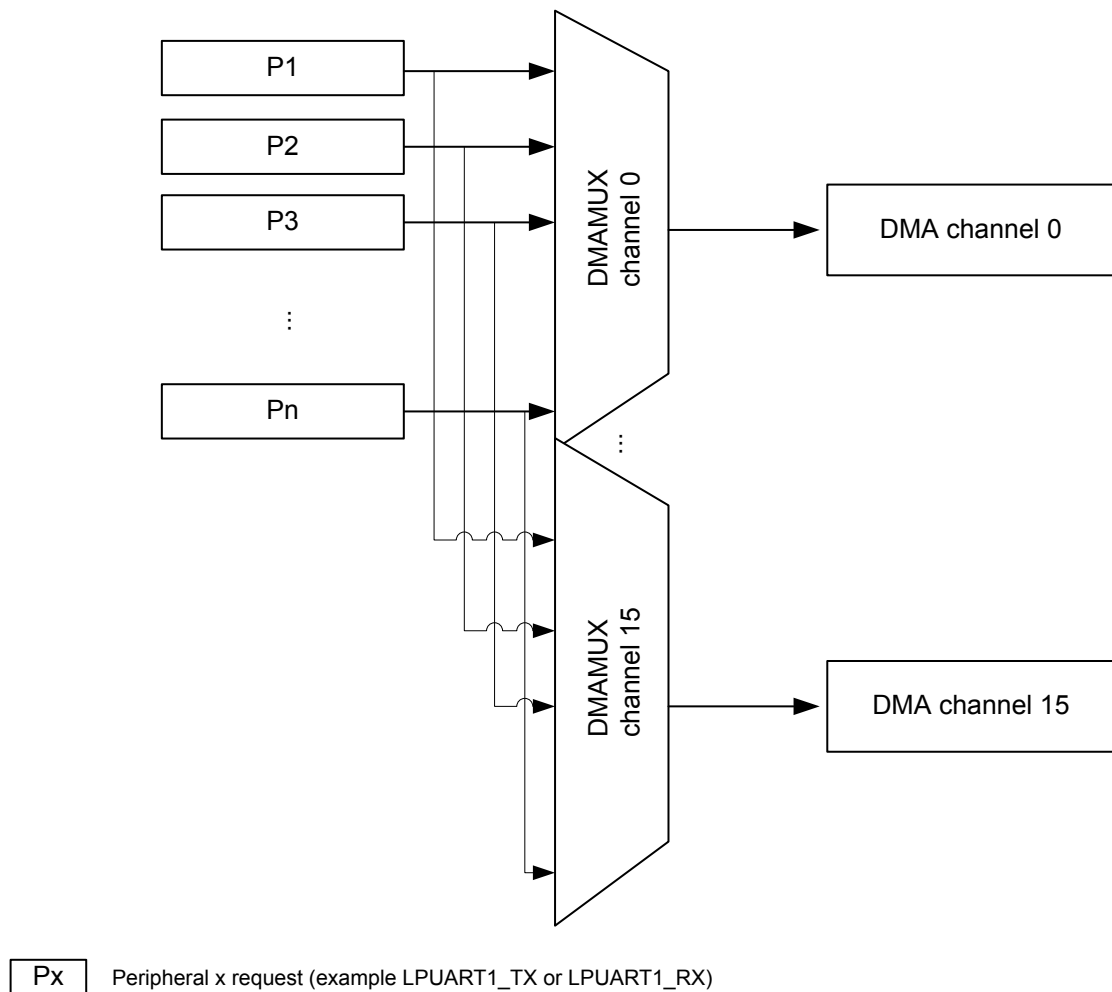 P1
P2
P3
...
Pn
DMAMUX
channel 0
DMA channel 0
...
DMAMUX
channel 15
DMA channel 15
Px
Peripheral x request (example LPUART1_TX or LPUART1_RX)